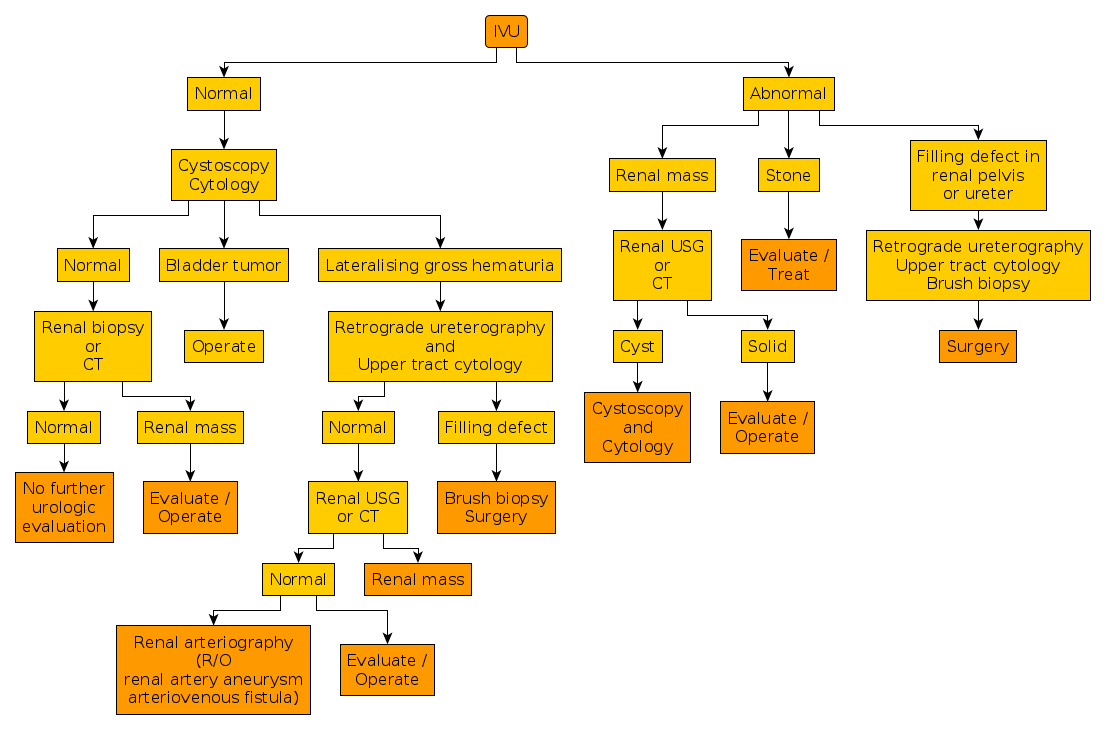 IVU
Normal
Abnormal
Cystoscopy
Cytology
Renal mass
Stone
Filling defect in
renal pelvis
or ureter
Normal
Bladder tumor
Lateralising gross hematuria
Renal USG
or
CT
Evaluate /
Treat
Retrograde ureterography
Upper tract cytology
Brush biopsy
Renal biopsy
or
CT
Operate
Retrograde ureterography
and
Upper tract cytology
Cyst
Solid
Surgery
Normal
Renal mass
Normal
Filling defect
Cystoscopy
and
Cytology
Evaluate /
Operate
No further
urologic
evaluation
Evaluate /
Operate
Renal USG
or CT
Brush biopsy
Surgery
Normal
Renal mass
Renal arteriography
(R/O
renal artery aneurysm
arteriovenous fistula)
Evaluate /
Operate